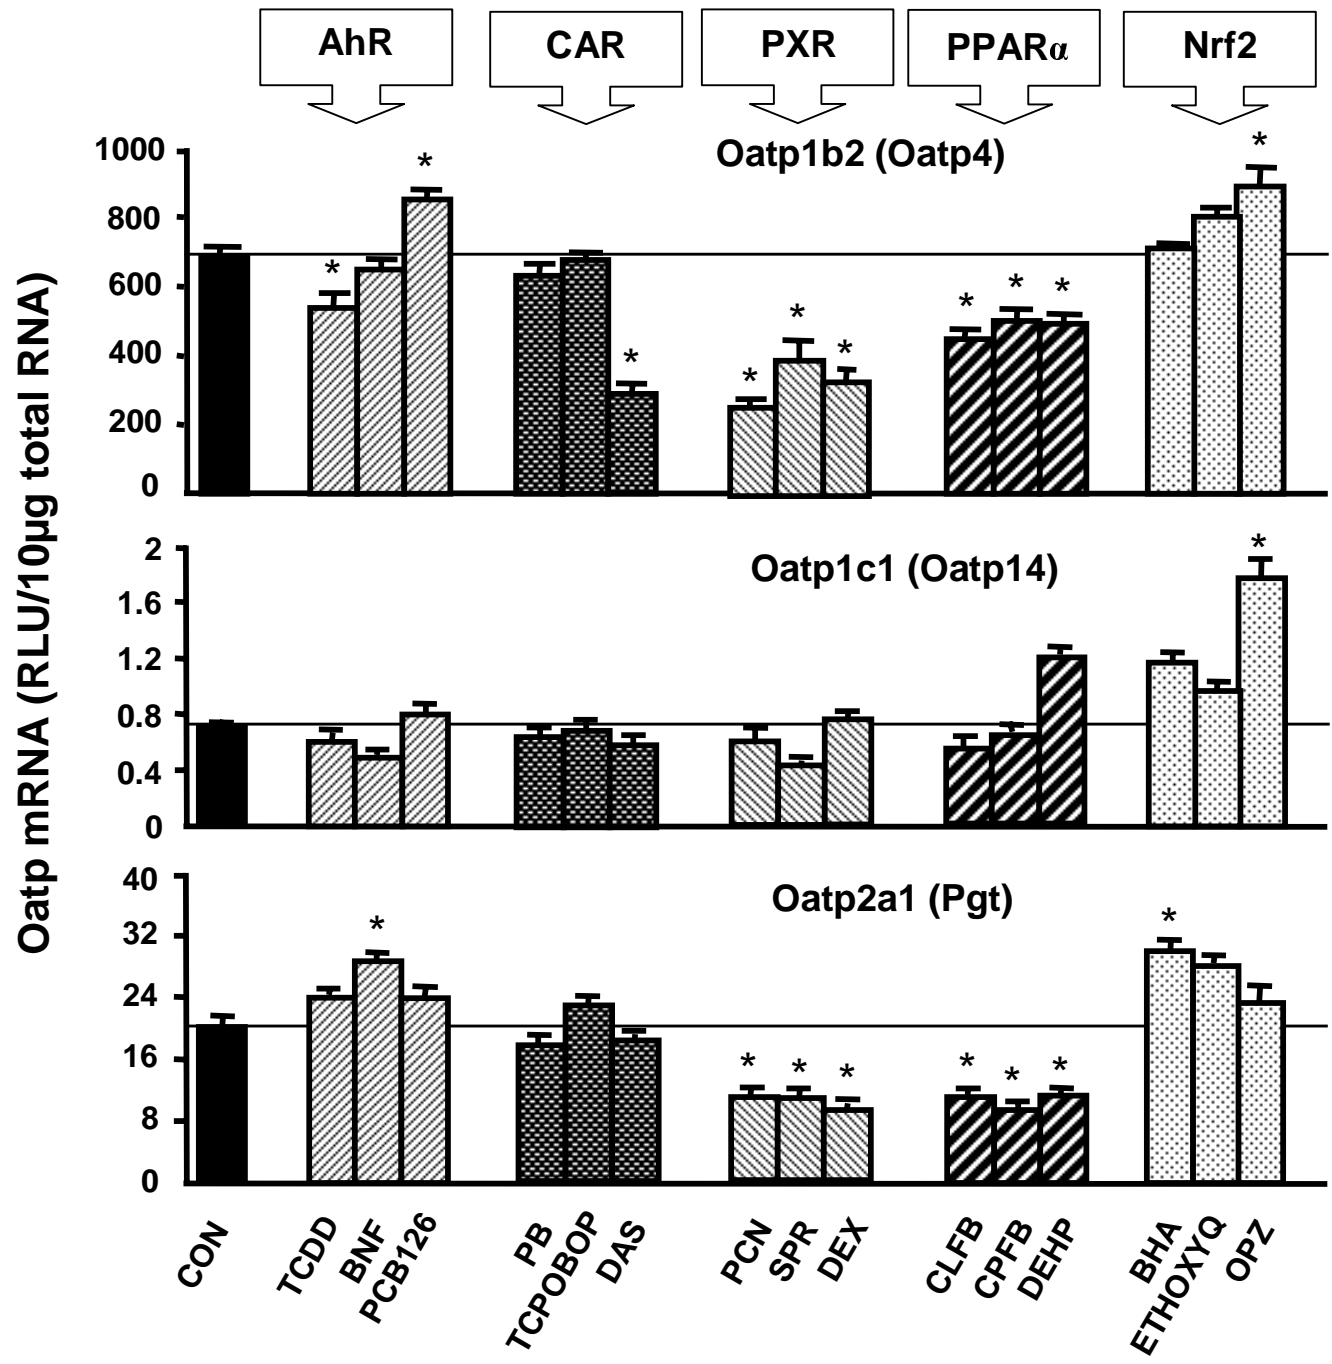 AhR CAR PXR PPARα Nrf2
Oatp mRNA (RLU/10µg total RNA)
Oatp1b2 (Oatp4)
1000
800
600
400
200
0
* * * * * * * * * *
Oatp1c1 (Oatp14)
2
1.6
1.2
0.8
0.4
0
*
Oatp2a1 (Pgt)
40
32
24
16
8
0
* * * * * * * *
CON TCDD BNF PCB126 PB TCPOBOP DAS PCN SPR DEX CLFB CPFB DEHP BHA ETHOXYQ OPZ